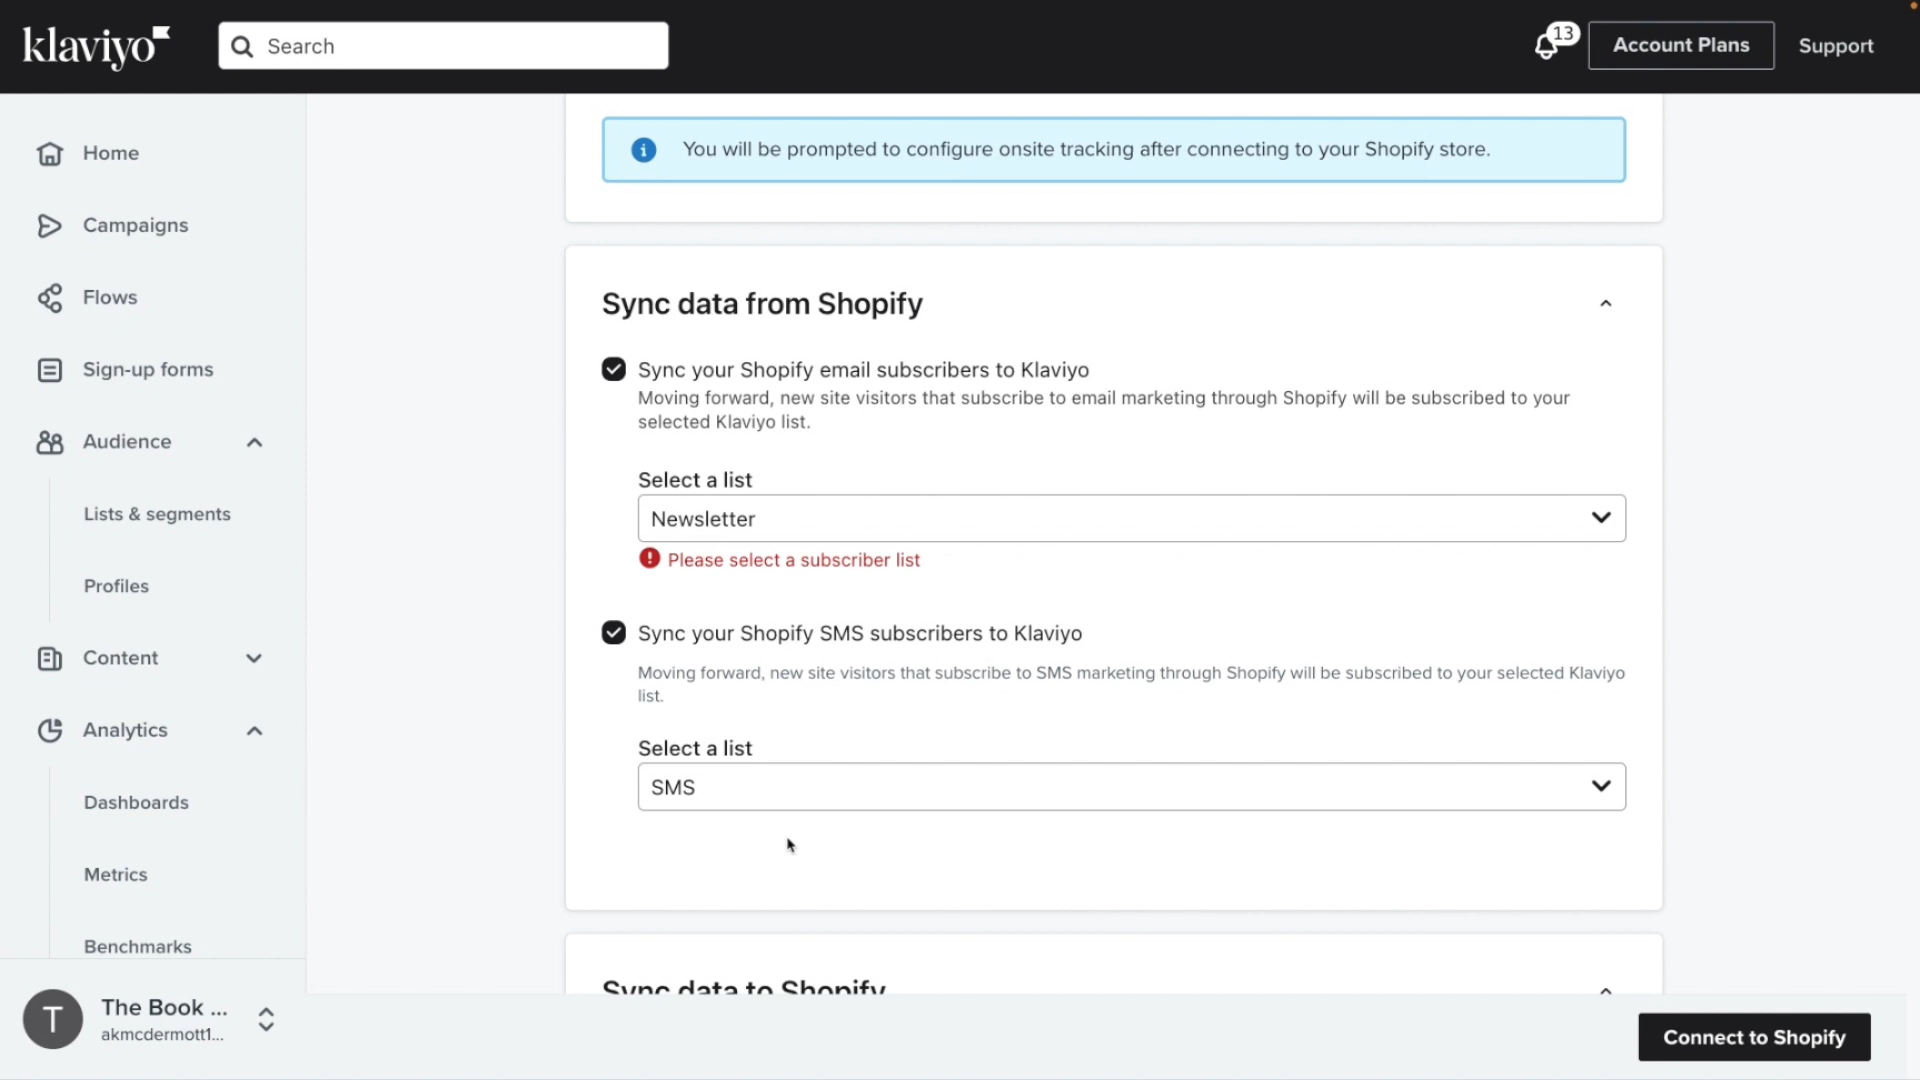 klaviyo
Search
13
Account Plans
Support
Home
Campaigns
Flows
Sign-up forms
Audience
Lists & segments
Profiles
Content
Analytics
Dashboards
Metrics
Benchmarks
The Book ...
akmcdermott1...
You will be prompted to configure onsite tracking after connecting to your Shopify store.
Sync data from Shopify
Sync your Shopify email subscribers to Klaviyo
Moving forward, new site visitors that subscribe to email marketing through Shopify will be subscribed to your
selected Klaviyo list.
Select a list
Newsletter
Please select a subscriber list
Sync your Shopify SMS subscribers to Klaviyo
Moving forward, new site visitors that subscribe to SMS marketing through Shopify will be subscribed to your selected Klaviyo
list.
Select a list
SMS
Sync data to Shopify
Connect to Shopify
T